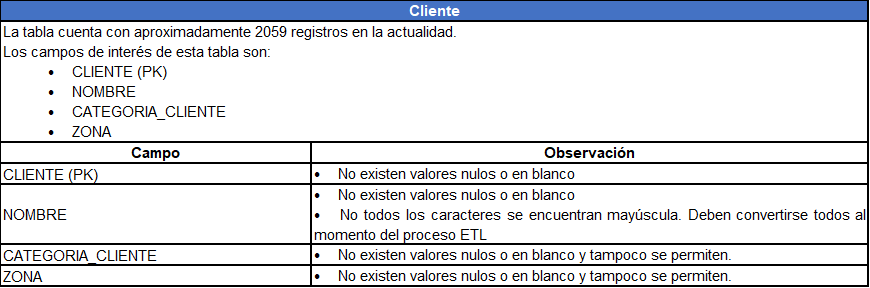 Cliente
La tabla cuenta con aproximadamente 2059 registros en la actualidad.
Los campos de interés de esta tabla son:
• CLIENTE (PK)
• NOMBRE
• CATEGORIA_CLIENTE
• ZONA
Campo Observación
CLIENTE (PK) • No existen valores nulos o en blanco
NOMBRE • No existen valores nulos o en blanco
• No todos los caracteres se encuentran mayúscula. Deben convertirse todos al
momento del proceso ETL
CATEGORIA_CLIENTE • No existen valores nulos o en blanco y tampoco se permiten.
ZONA • No existen valores nulos o en blanco y tampoco se permiten.